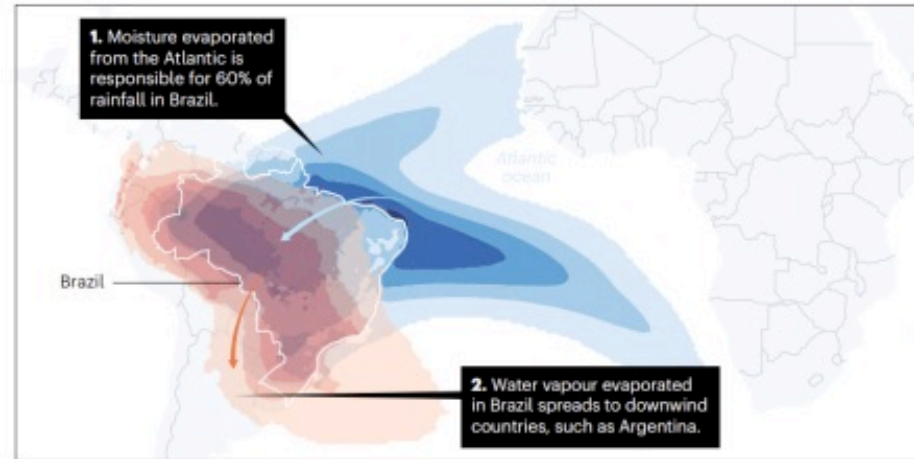 1. Moisture evaporated
from the Atlantic is
responsible for 60% of
rainfall in Brazil.
Atlantic
ocean
Brazil
2. Water vapour evaporated
in Brazil spreads to downwind
countries, such as Argentina.